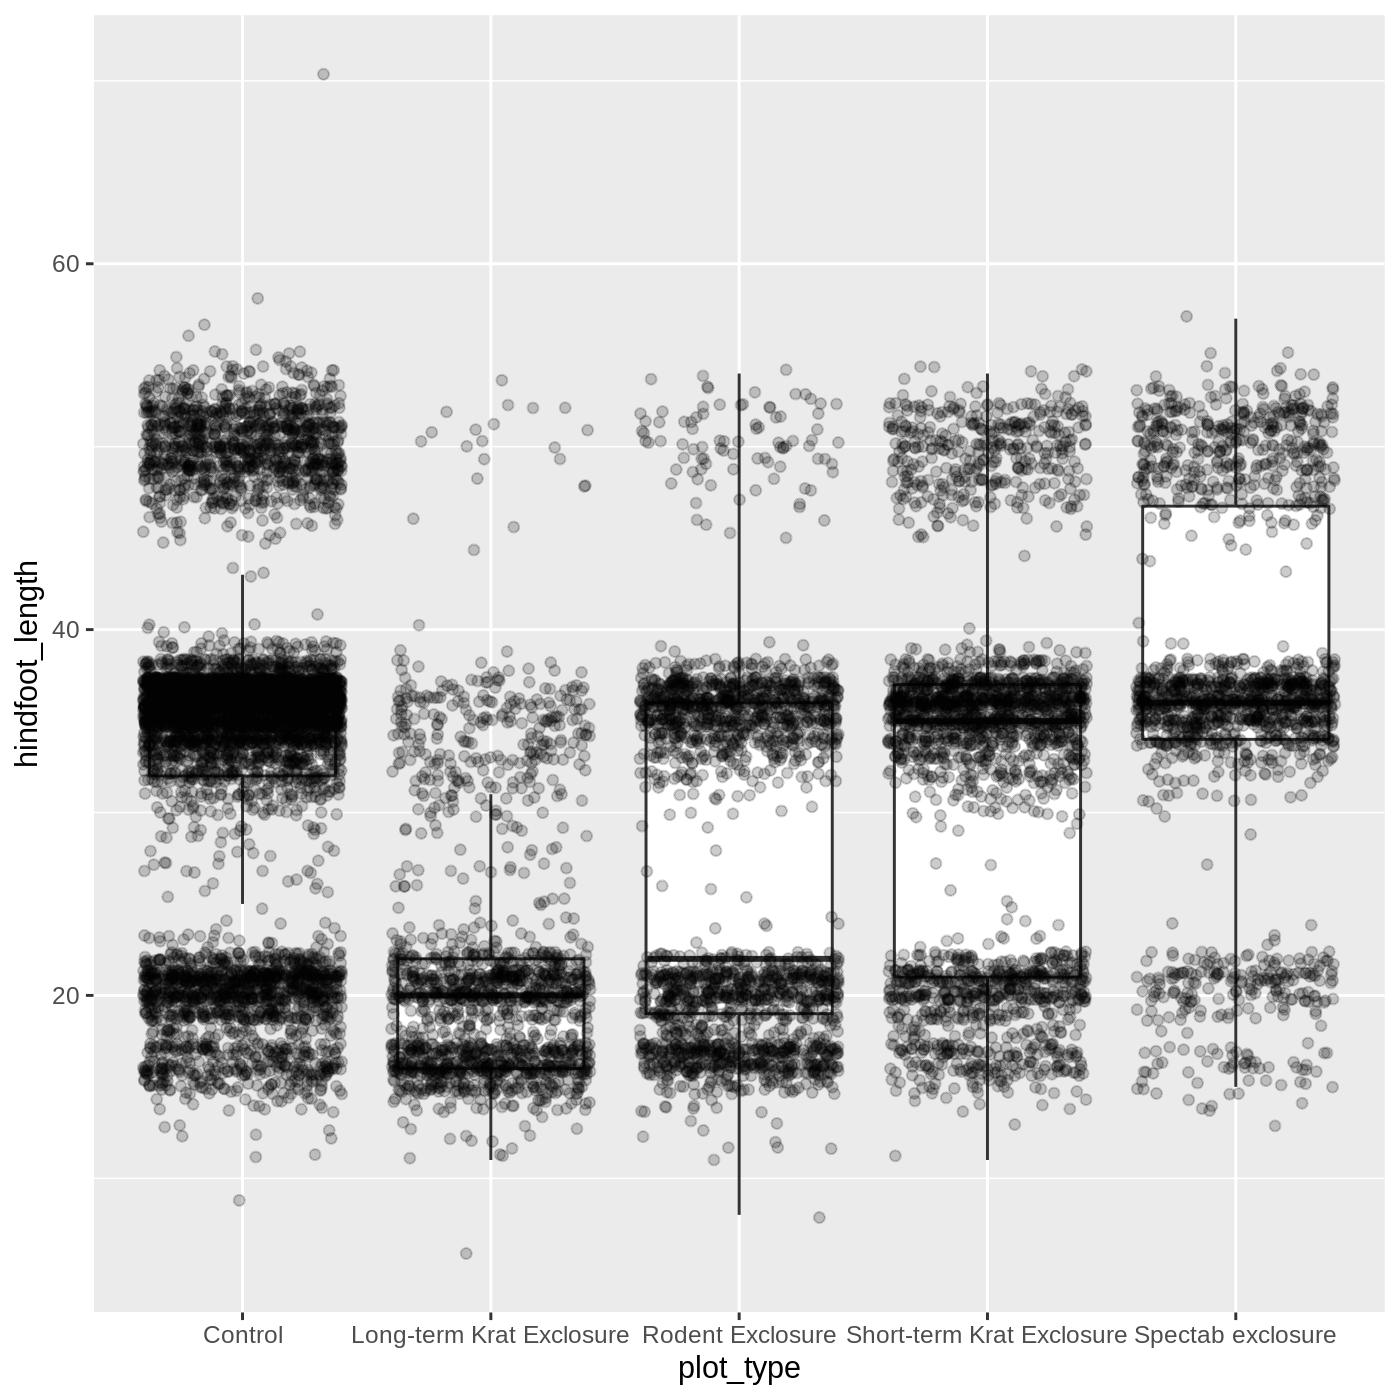 60
40
20
hindfoot_length
Control Long-term Krat Exclosure Rodent Exclosure Short-term Krat Exclosure Spectab exclosure
plot_type